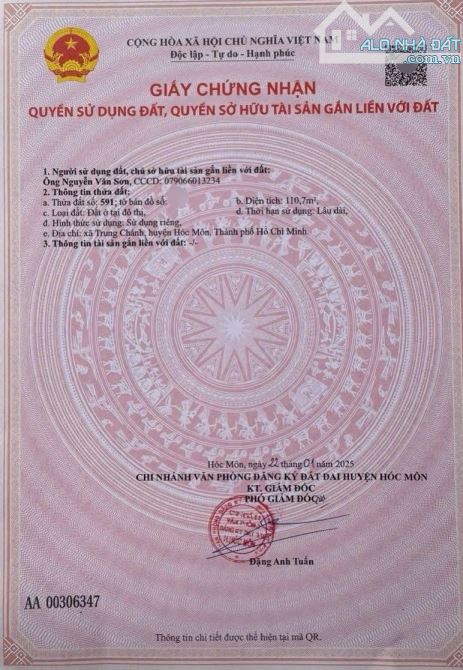 ALO NHÀ ĐẤT
.com.vn
CỘNG HÒA XÃ HỘI CHỦ NGHĨA VIỆT NAM
Độc lập - Tự do - Hạnh phúc
GIẤY CHỨNG NHẬN
QUYỀN SỬ DỤNG ĐẤT, QUYỀN SỞ HỮU TÀI SẢN GẮN LIỀN VỚI ĐẤT
1. Người sử dụng đất, chủ sở hữu tài sản gắn liền với đất:
Ông Nguyễn Văn Sơn, CCCD: 079066013234
2. Thông tin thửa đất:
a. Thửa đất số: 591; tờ bản đồ số: b. Diện tích: 110,7m²,
c. Loại đất: Đất ở tại đô thị, d. Thời hạn sử dụng: Lâu dài,
d. Hình thức sử dụng: Sử dụng riêng,
e. Địa chỉ: xã Trung Chánh, huyện Hóc Môn, Thành phố Hồ Chí Minh
3. Thông tin tài sản gắn liền với đất: -/-
Hóc Môn, ngày 22 tháng 01 năm 2025
CHI NHÁNH VĂN PHÒNG ĐĂNG KÝ ĐẤT ĐAI HUYỆN HÓC MÔN
KT. GIÁM ĐỐC
PHÓ GIÁM ĐỐC
CHI NHÁNH
VĂN PHÒNG
ĐĂNG KÝ ĐẤT ĐAI
Đặng Anh Tuấn
AA 00306347
Thông tin chi tiết được thể hiện tại mã QR.